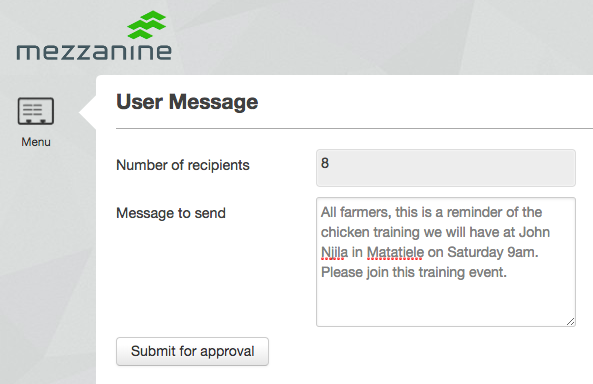 mezzanine
Menu
User Message
Number of recipients
8
Message to send
All farmers, this is a reminder of the
chicken training we will have at John
Njila in Matatiele on Saturday 9am.
Please join this training event.
Submit for approval